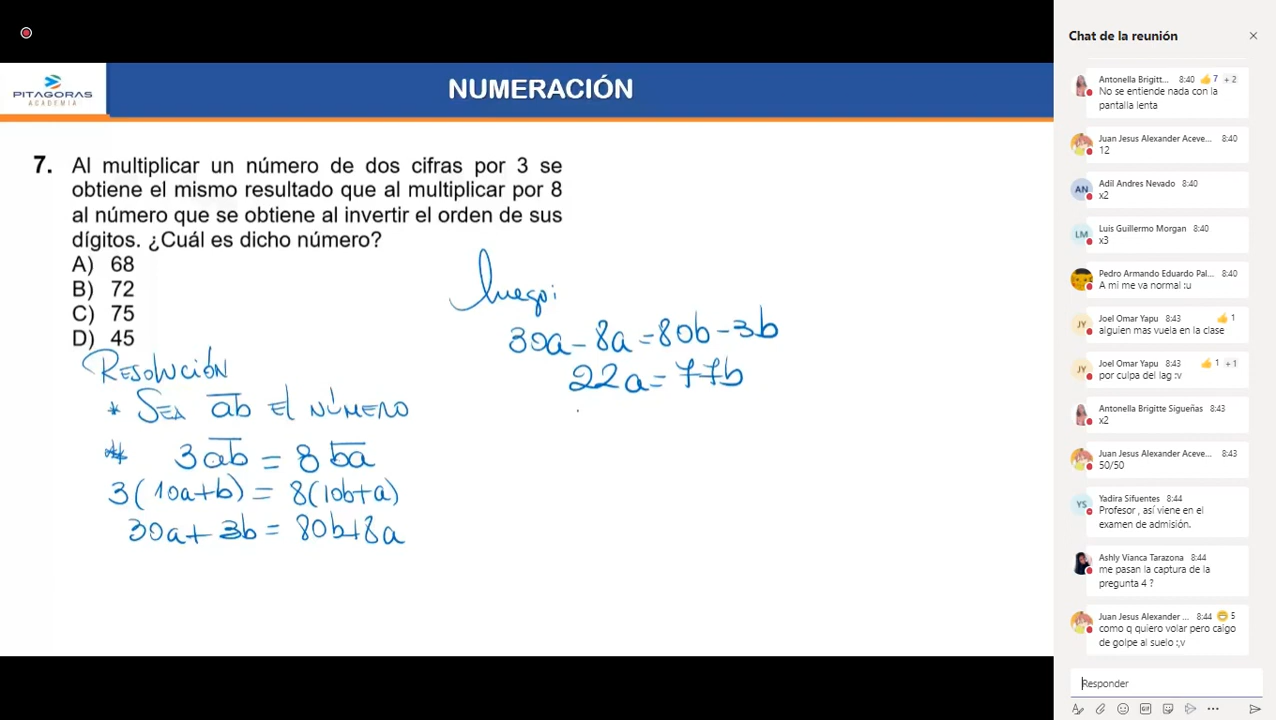 PITAGORAS
ACADEMIA
NUMERACIÓN
7. Al multiplicar un número de dos cifras por 3 se
obtiene el mismo resultado que al multiplicar por 8
al número que se obtiene al invertir el orden de sus
dígitos. ¿Cuál es dicho número?
A) 68
B) 72
C) 75
D) 45
RESOLUCIÓN
* SEA a̅b̅ El NÚMERO
* 3a̅b̅ = 8b̅a̅
3(10a+b) = 8(10b+a)
30a+3b = 80b+8a
luego:
30a-8a=80b-3b
22a=77b
Chat de la reunión
Antonella Brigitt... 8:40 👍7 +2
No se entiende nada con la
pantalla lenta
Juan Jesus Alexander Aceve... 8:40
12
AN Adil Andres Nevado 8:40
x2
LM Luis Guillermo Morgan 8:40
x3
Pedro Armando Eduardo Pal... 8:40
A mi me va normal :u
JY Joel Omar Yapu 8:43 👍1
alguien mas vuela en la clase
JY Joel Omar Yapu 8:43 👍1 +1
por culpa del lag :v
Antonella Brigitte Sigueñas 8:43
x2
Juan Jesus Alexander Aceve... 8:43
50/50
YS Yadira Sifuentes 8:44
Profesor , así viene en el
examen de admisión.
Ashly Vianca Tarazona 8:44
me pasan la captura de la
pregunta 4 ?
Juan Jesus Alexander ... 8:44 😁5
como q quiero volar pero caigo
de golpe al suelo :,v
Responder
GIF